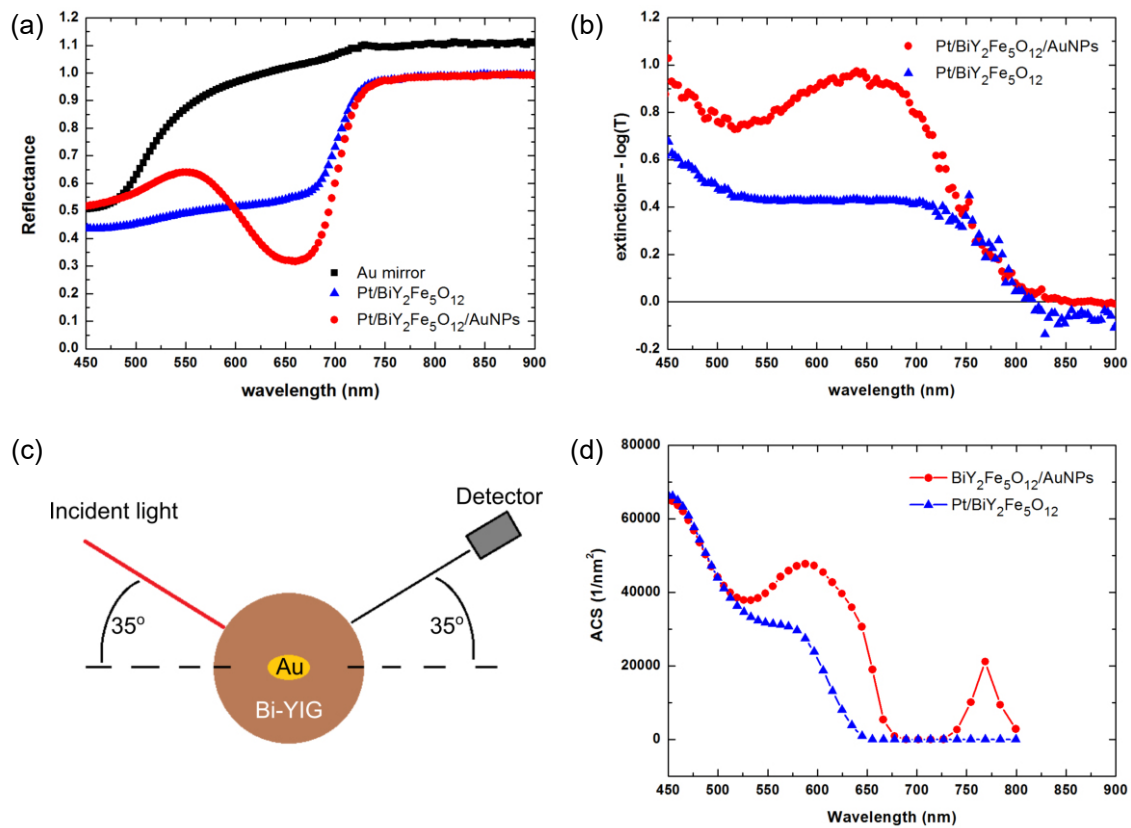 (a)
Reflectance
1.2
1.1
1.0
0.9
0.8
0.7
0.6
0.5
0.4
0.3
0.2
0.1
0.0
Au mirror
Pt/BiY₂Fe₅O₁₂
Pt/BiY₂Fe₅O₁₂/AuNPs
450 500 550 600 650 700 750 800 850 900
wavelength (nm)
(b)
extinction= - log(T)
1.2
1.0
0.8
0.6
0.4
0.2
0.0
-0.2
Pt/BiY₂Fe₅O₁₂/AuNPs
Pt/BiY₂Fe₅O₁₂
450 500 550 600 650 700 750 800 850 900
wavelength (nm)
(c)
Incident light
Detector
35°
35°
Au
Bi-YIG
(d)
ACS (1/nm²)
80000
60000
40000
20000
0
BiY₂Fe₅O₁₂/AuNPs
Pt/BiY₂Fe₅O₁₂
450 500 550 600 650 700 750 800 850 900
Wavelength (nm)